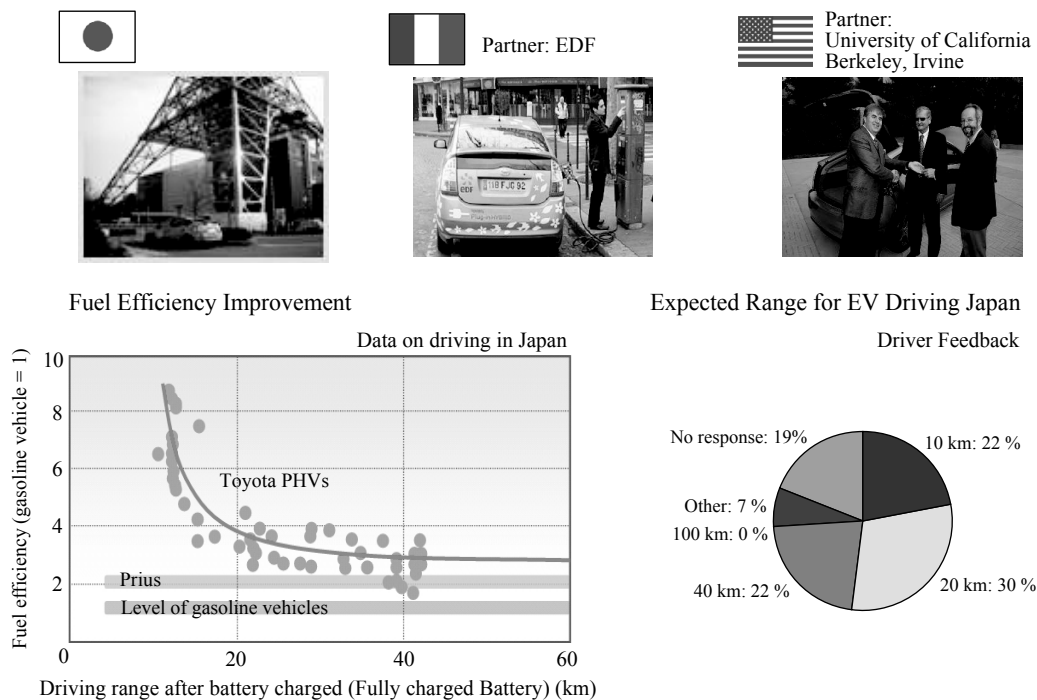 Partner: EDF
Partner:
University of California
Berkeley, Irvine
edf
118 FJC 92
Fuel Efficiency Improvement
Expected Range for EV Driving Japan
Data on driving in Japan
Driver Feedback
Fuel efficiency (gasoline vehicle = 1)
10
8
6
4
2
0
20
40
60
Toyota PHVs
Prius
Level of gasoline vehicles
Driving range after battery charged (Fully charged Battery) (km)
No response: 19%
10 km: 22 %
Other: 7 %
100 km: 0 %
40 km: 22 %
20 km: 30 %